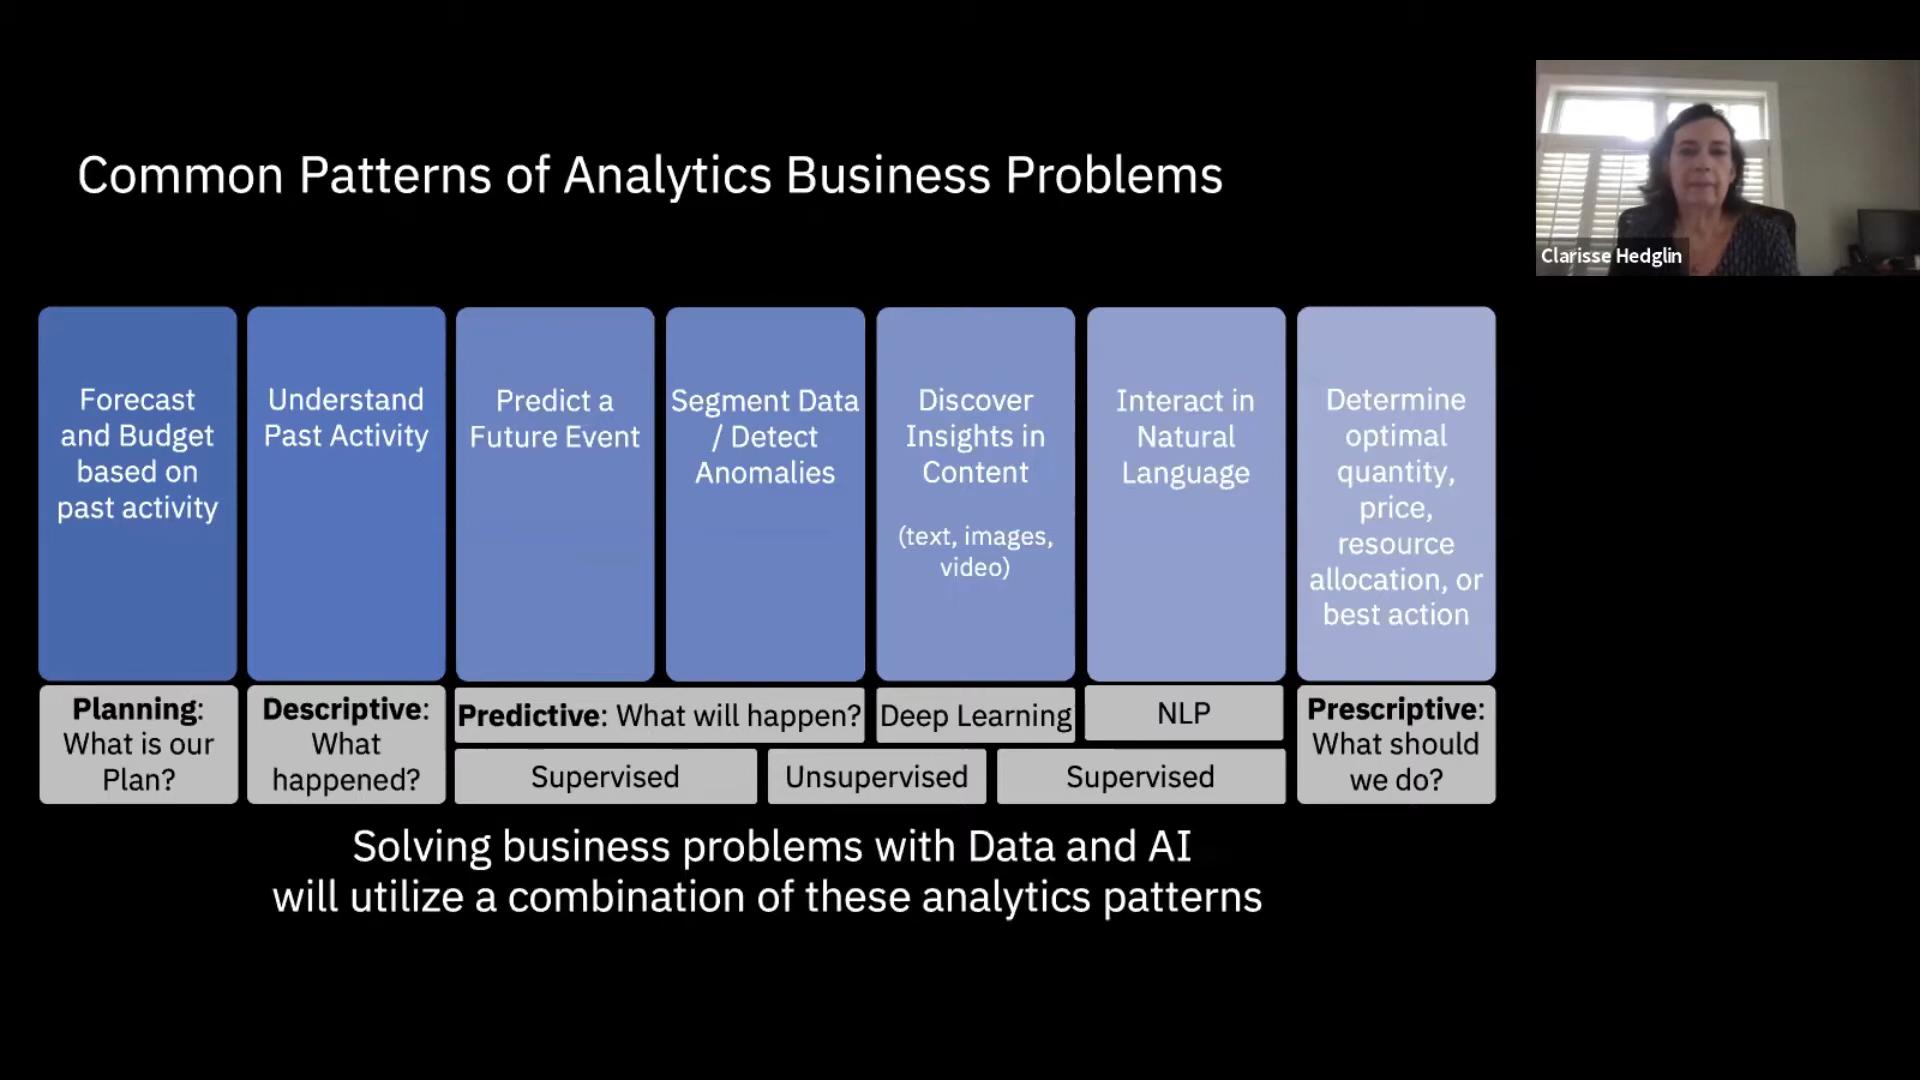 Common Patterns of Analytics Business Problems
Clarisse Hedglin
Forecast
and Budget
based on
past activity
Understand
Past Activity
Predict a
Future Event
Segment Data
/ Detect
Anomalies
Discover
Insights in
Content
(text, images,
video)
Interact in
Natural
Language
Determine
optimal
quantity,
price,
resource
allocation, or
best action
Planning:
What is our
Plan?
Descriptive:
What
happened?
Predictive: What will happen?
Deep Learning
NLP
Supervised
Unsupervised
Supervised
Prescriptive:
What should
we do?
Solving business problems with Data and AI
will utilize a combination of these analytics patterns